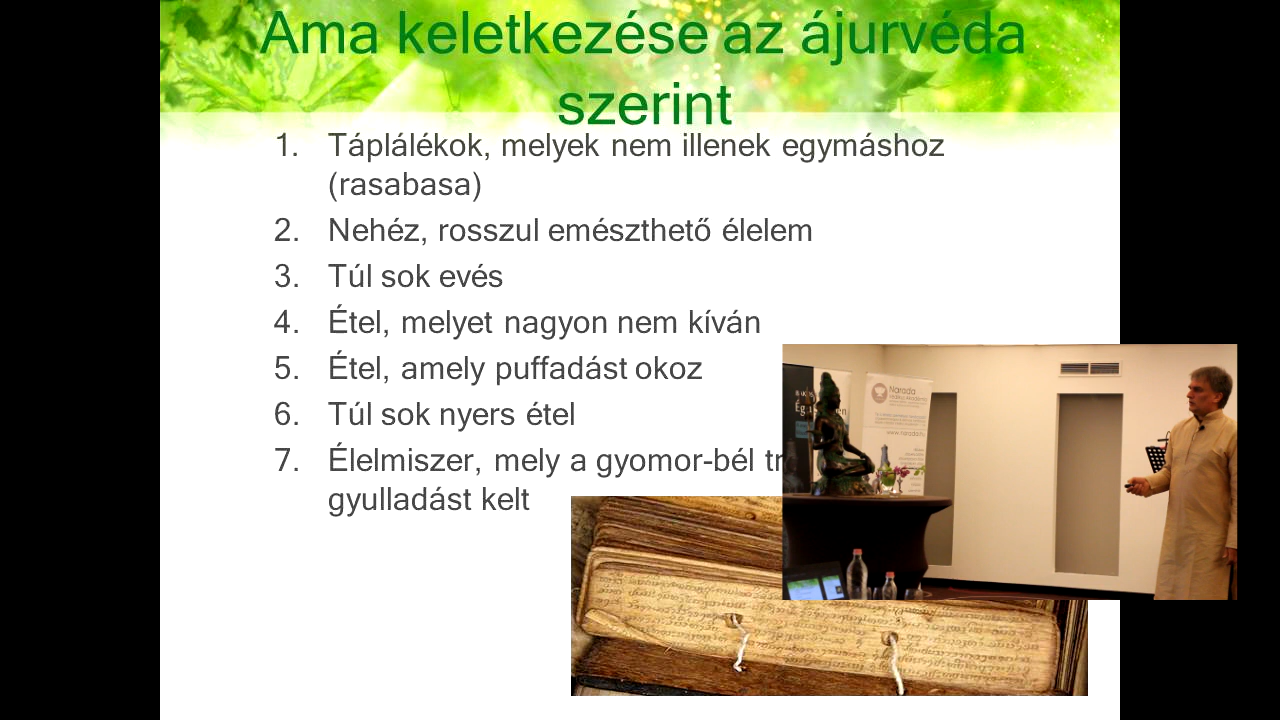 Ama keletkezése az ájurvéda
szerint
1. Táplálékok, melyek nem illenek egymáshoz
(rasabasa)
2. Nehéz, rosszul emészthető élelem
3. Túl sok evés
4. Étel, melyet nagyon nem kíván
5. Étel, amely puffadást okoz
6. Túl sok nyers étel
7. Élelmiszer, mely a gyomor-bél
gyulladást kelt
Narada